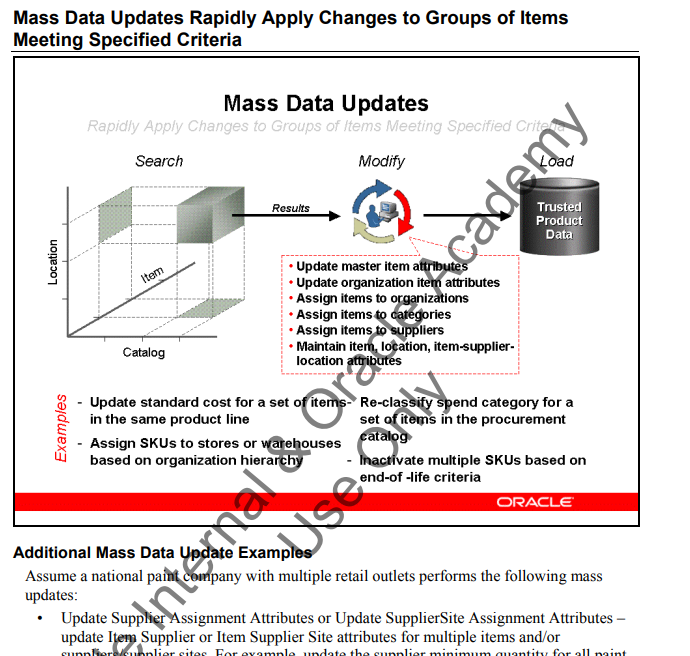 Mass Data Updates Rapidly Apply Changes to Groups of Items
Meeting Specified Criteria
Mass Data Updates
Rapidly Apply Changes to Groups of Items Meeting Specified Criteria
Search
Modify
Load
Location
Item
Catalog
Results
Trusted
Product
Data
• Update master item attributes
• Update organization item attributes
• Assign items to organizations
• Assign items to categories
• Assign items to suppliers
• Maintain item, location, item-supplier-
location attributes
Examples
- Update standard cost for a set of items
in the same product line
- Assign SKUs to stores or warehouses
based on organization hierarchy
- Re-classify spend category for a
set of items in the procurement
catalog
- Inactivate multiple SKUs based on
end-of -life criteria
ORACLE
Additional Mass Data Update Examples
Assume a national paint company with multiple retail outlets performs the following mass
updates:
• Update Supplier Assignment Attributes or Update SupplierSite Assignment Attributes –
update Item Supplier or Item Supplier Site attributes for multiple items and/or
suppliers/supplier sites. For example, update the supplier minimum quantity for all paint
Internal & Oracle Academy
Use Only